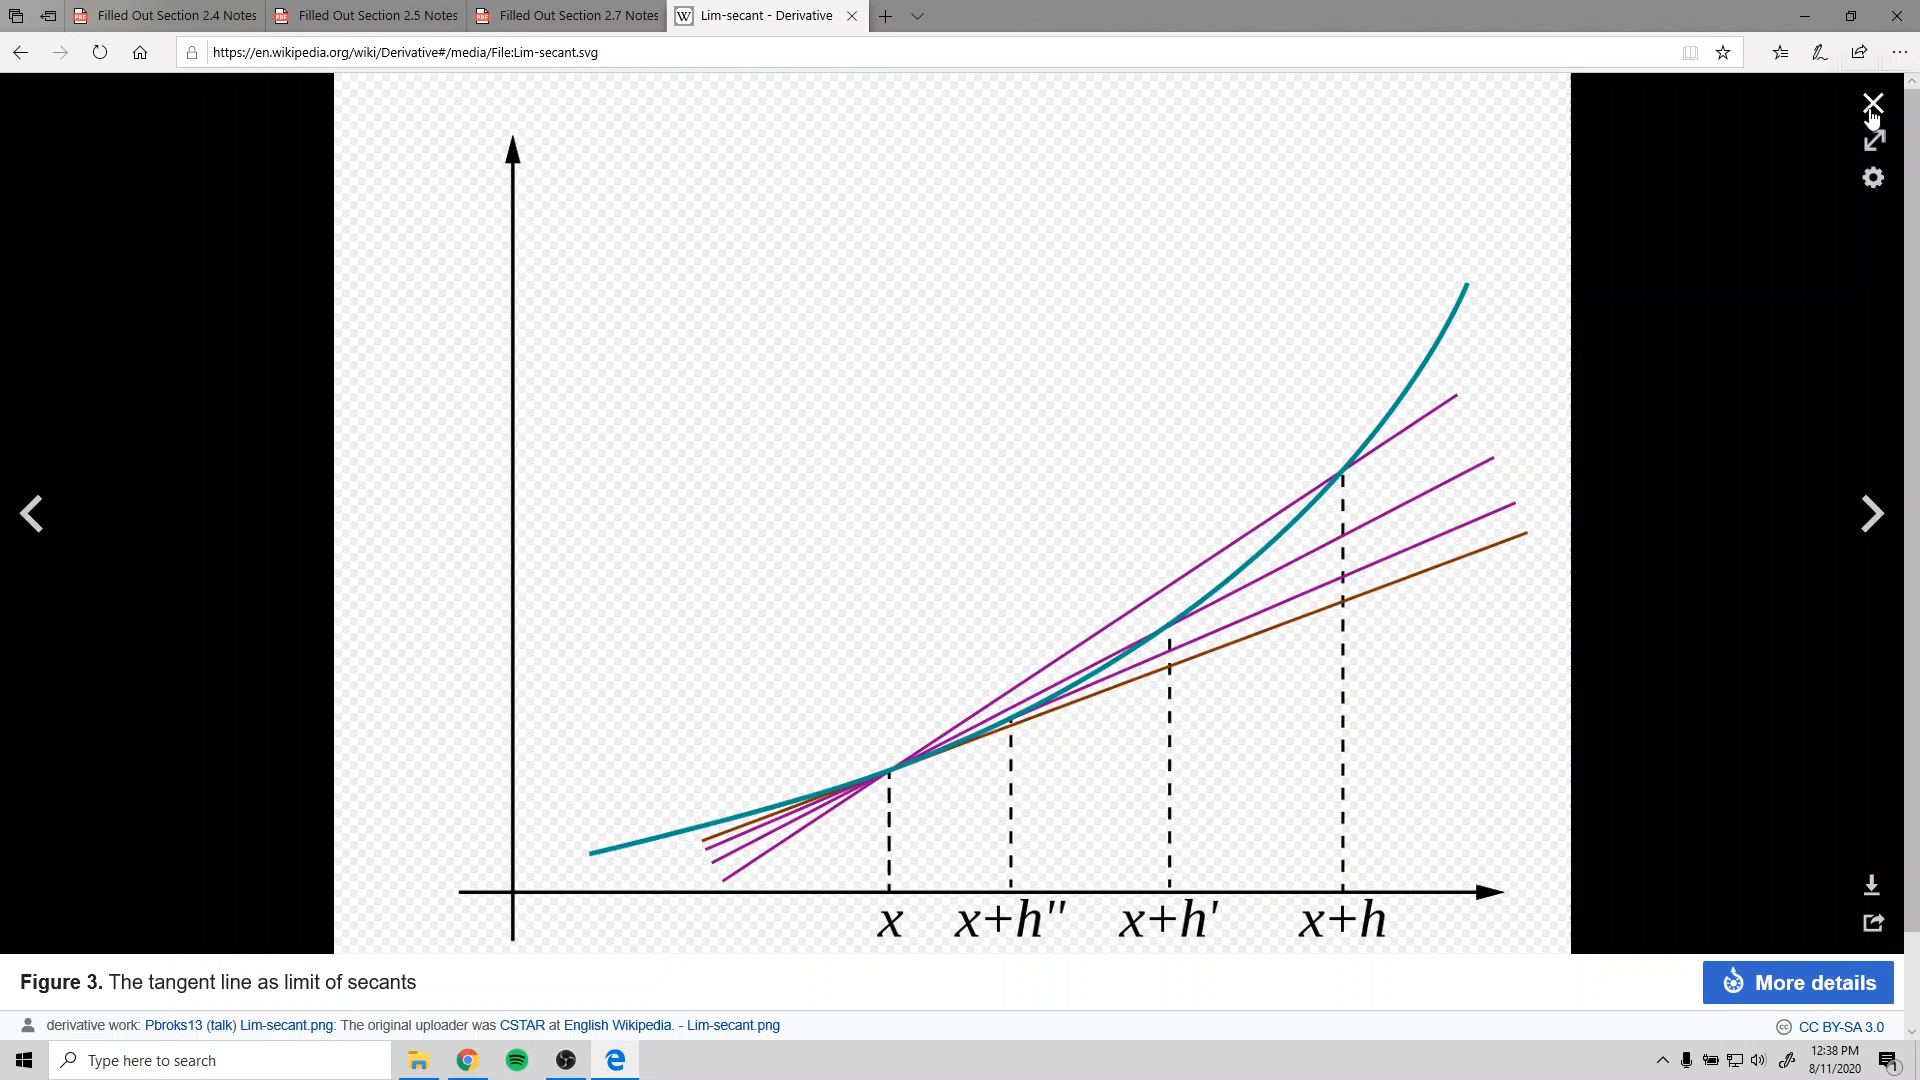 Filled Out Section 2.4 Notes
Filled Out Section 2.5 Notes
Filled Out Section 2.7 Notes
W Lim-secant - Derivative
https://en.wikipedia.org/wiki/Derivative#/media/File:Lim-secant.svg
x x+h" x+h' x+h
Figure 3. The tangent line as limit of secants
More details
derivative work: Pbroks13 (talk) Lim-secant.png: The original uploader was CSTAR at English Wikipedia. - Lim-secant.png
CC BY-SA 3.0
Type here to search
12:38 PM
8/11/2020
1